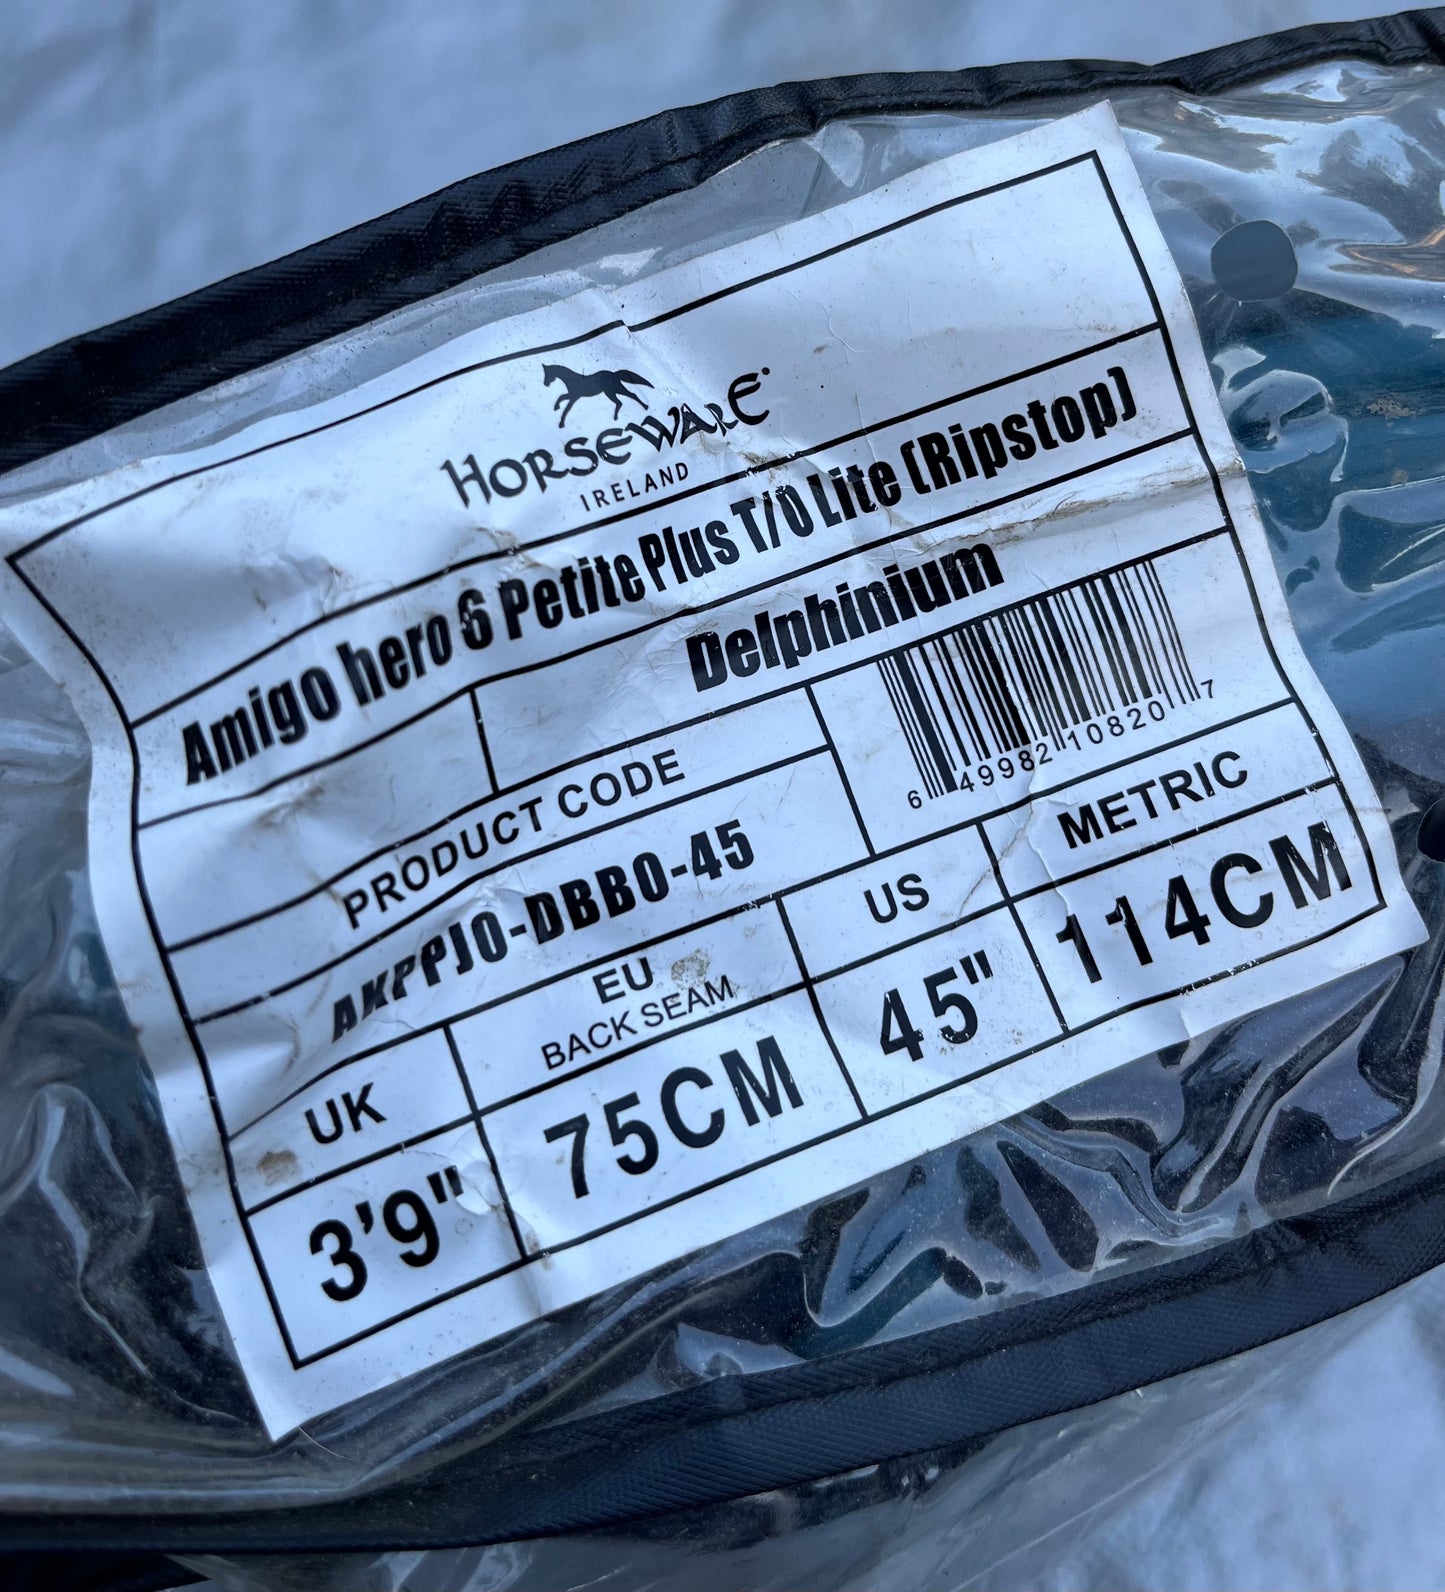 HORSEWARE
IRELAND
Amigo hero 6 Petite Plus T/O Lite (Ripstop)
Delphinium
PRODUCT CODE
AKPPJ0-DBB0-45
6 49982 10820 7
UK
EU
BACK SEAM
US
METRIC
3'9"
75CM
45"
114CM